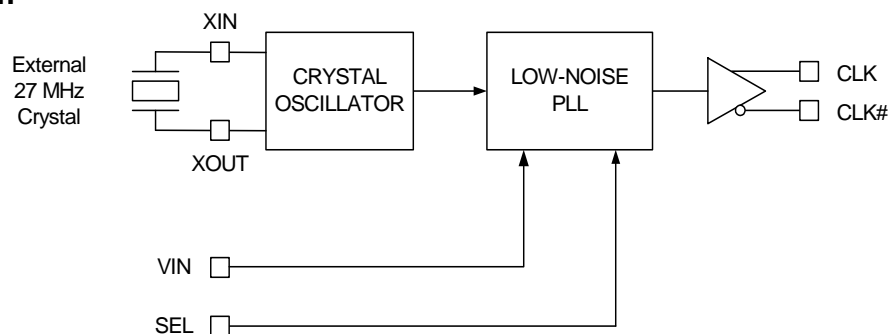 XIN
External
27 MHz
Crystal
CRYSTAL
OSCILLATOR
LOW-NOISE
PLL
CLK
CLK#
XOUT
VIN
SEL